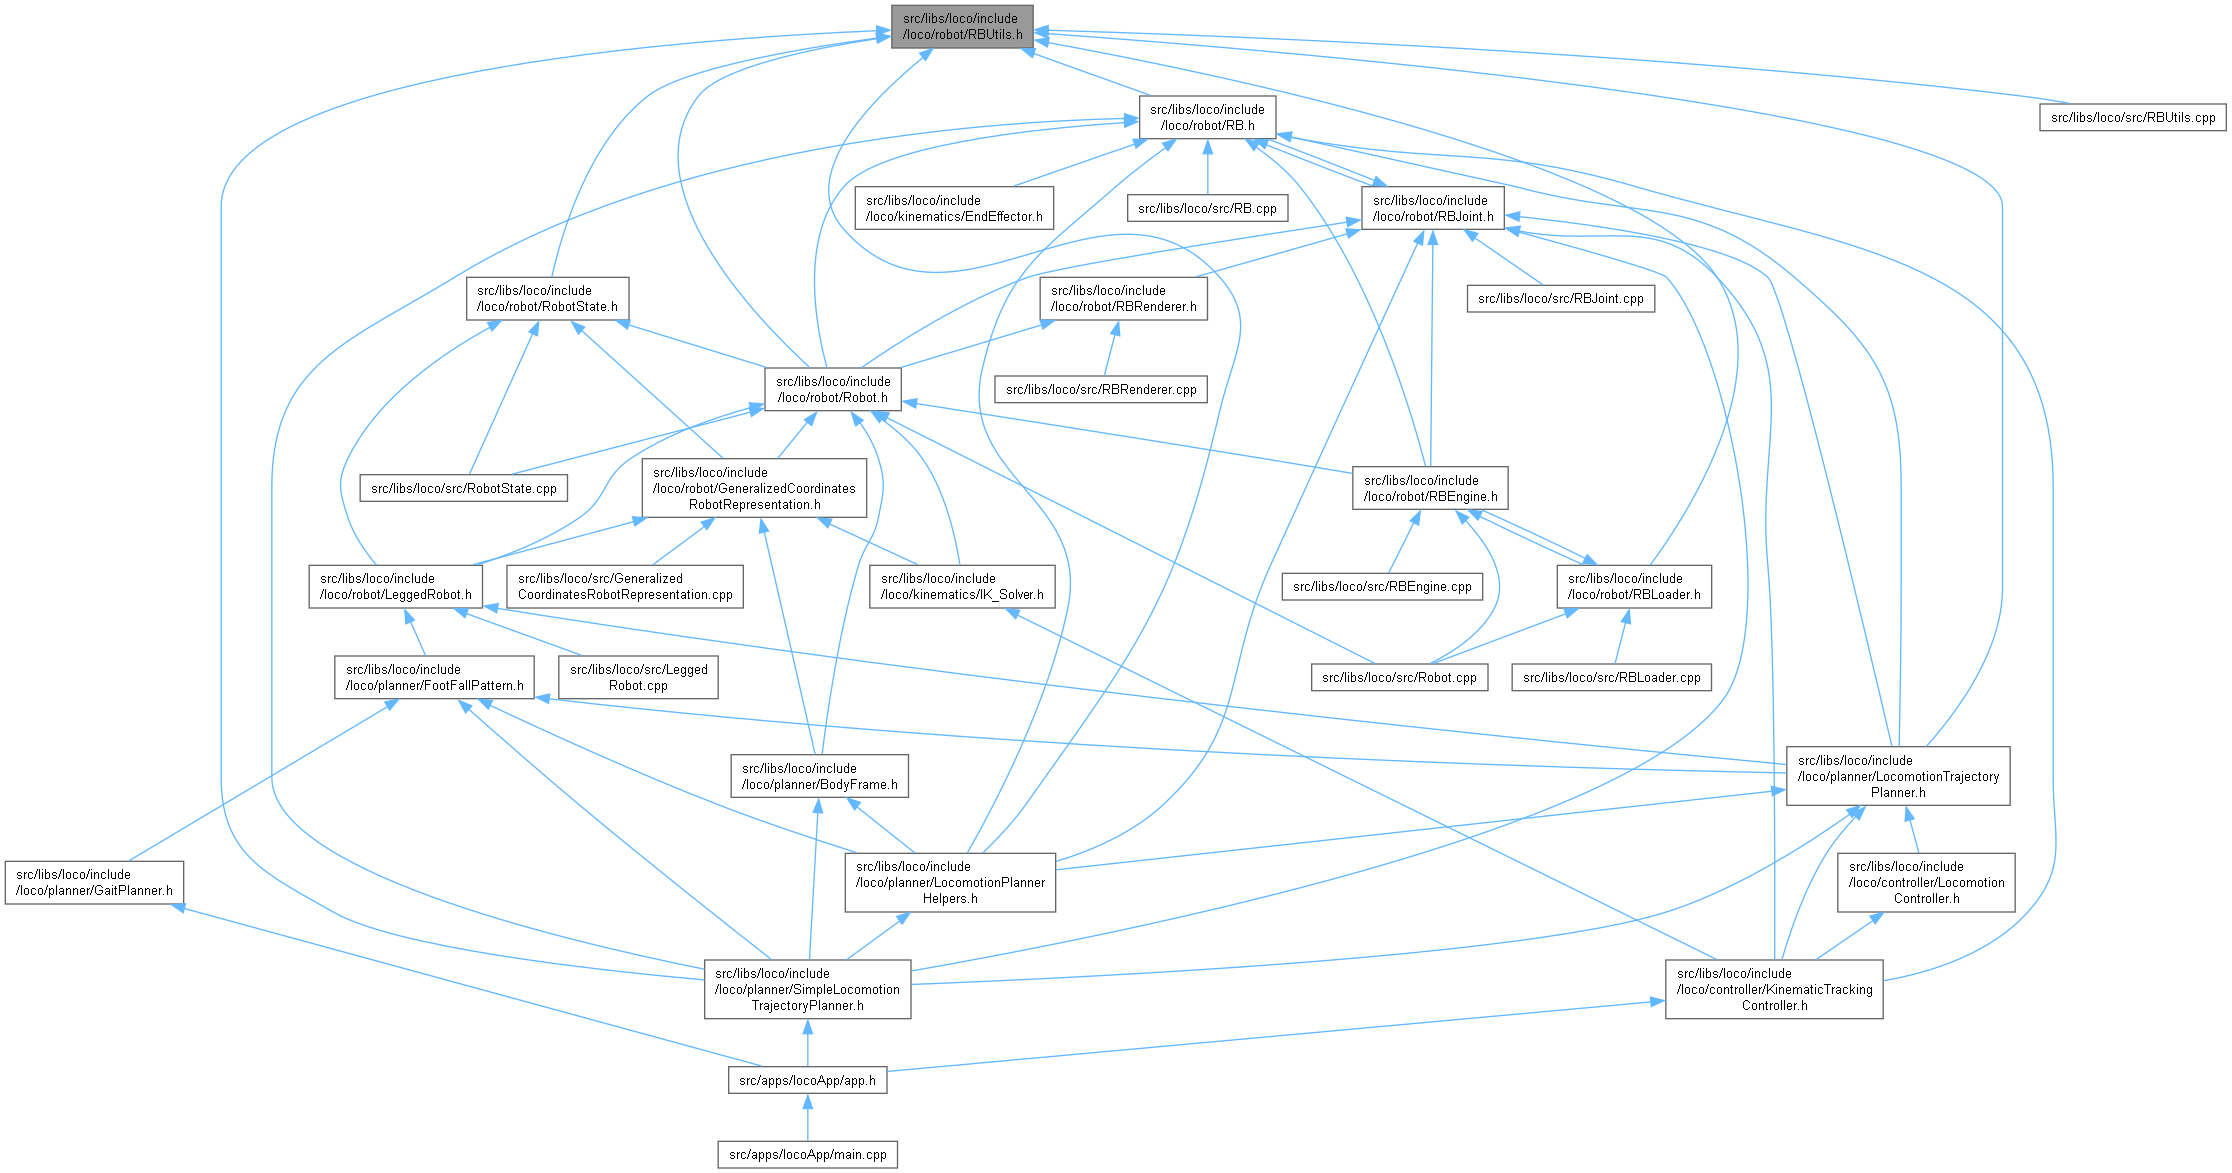 src/libs/loco/include
/loco/robot/RBUtils.h
src/libs/loco/include
/loco/robot/RB.h
src/libs/loco/src/RBUtils.cpp
src/libs/loco/include
/loco/kinematics/EndEffector.h
src/libs/loco/src/RB.cpp
src/libs/loco/include
/loco/robot/RBJoint.h
src/libs/loco/include
/loco/robot/RobotState.h
src/libs/loco/include
/loco/robot/RBRenderer.h
src/libs/loco/src/RBJoint.cpp
src/libs/loco/include
/loco/robot/Robot.h
src/libs/loco/src/RBRenderer.cpp
src/libs/loco/src/RobotState.cpp
src/libs/loco/include
/loco/robot/GeneralizedCoordinates
RobotRepresentation.h
src/libs/loco/include
/loco/robot/RBEngine.h
src/libs/loco/include
/loco/robot/LeggedRobot.h
src/libs/loco/src/Generalized
CoordinatesRobotRepresentation.cpp
src/libs/loco/include
/loco/kinematics/IK_Solver.h
src/libs/loco/src/RBEngine.cpp
src/libs/loco/include
/loco/robot/RBLoader.h
src/libs/loco/include
/loco/planner/FootFallPattern.h
src/libs/loco/src/Legged
Robot.cpp
src/libs/loco/src/Robot.cpp
src/libs/loco/src/RBLoader.cpp
src/libs/loco/include
/loco/planner/BodyFrame.h
src/libs/loco/include
/loco/planner/LocomotionTrajectory
Planner.h
src/libs/loco/include
/loco/planner/GaitPlanner.h
src/libs/loco/include
/loco/planner/LocomotionPlanner
Helpers.h
src/libs/loco/include
/loco/controller/Locomotion
Controller.h
src/libs/loco/include
/loco/planner/SimpleLocomotion
TrajectoryPlanner.h
src/libs/loco/include
/loco/controller/KinematicTracking
Controller.h
src/apps/locoApp/app.h
src/apps/locoApp/main.cpp